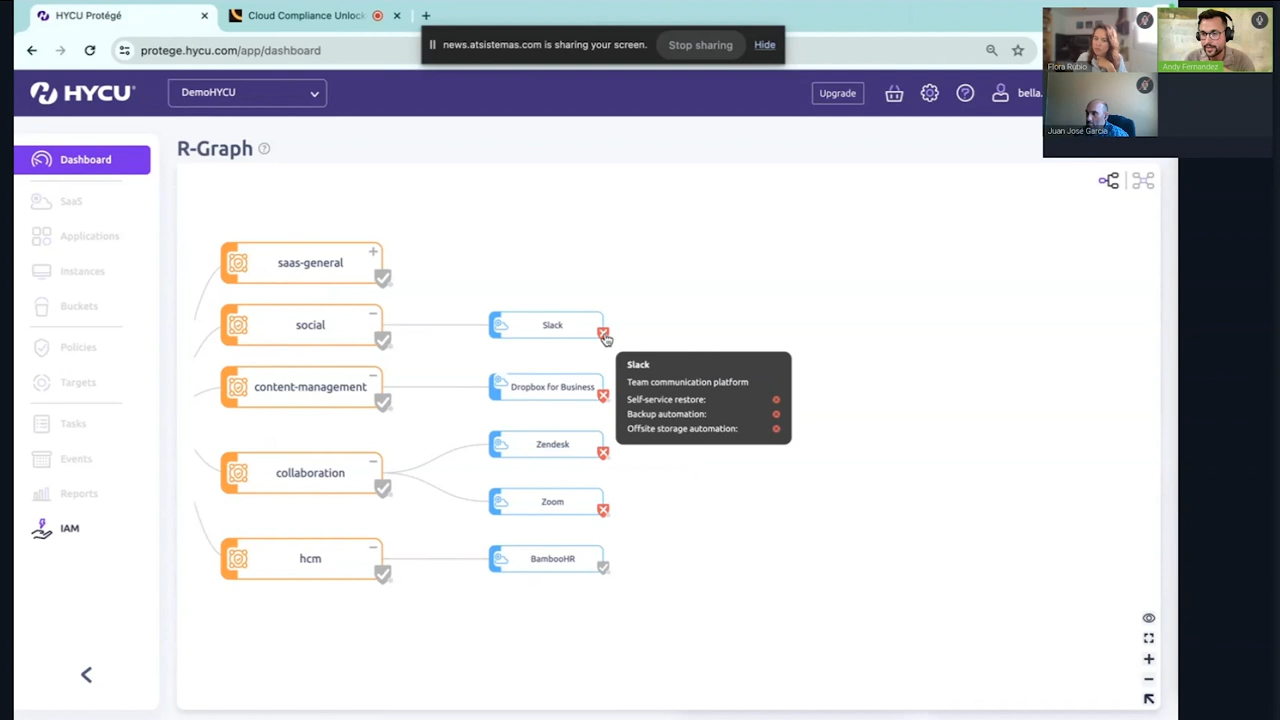 HYCU Protégé
Cloud Compliance Unlock
protege.hycu.com/app/dashboard
news.atsistemas.com is sharing your screen.
Stop sharing
Hide
Flora Rubio
Andy Fernandez
Juan José García
HYCU
DemoHYCU
Upgrade
bella.
Dashboard
SaaS
Applications
Instances
Buckets
Policies
Targets
Tasks
Events
Reports
IAM
R-Graph
saas-general
social
Slack
content-management
Dropbox for Business
collaboration
Zendesk
Zoom
hcm
BambooHR
Slack
Team communication platform
Self-service restore:
Backup automation:
Offsite storage automation: